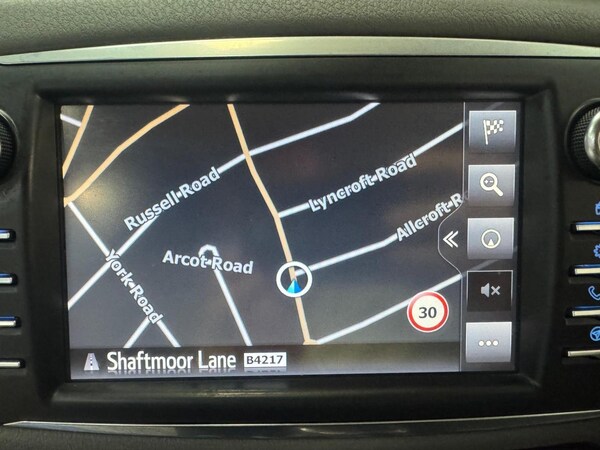 Russell Road
Lyncroft Road
Allcroft R
Arcot Road
York Road
30
Shaftmoor Lane B4217